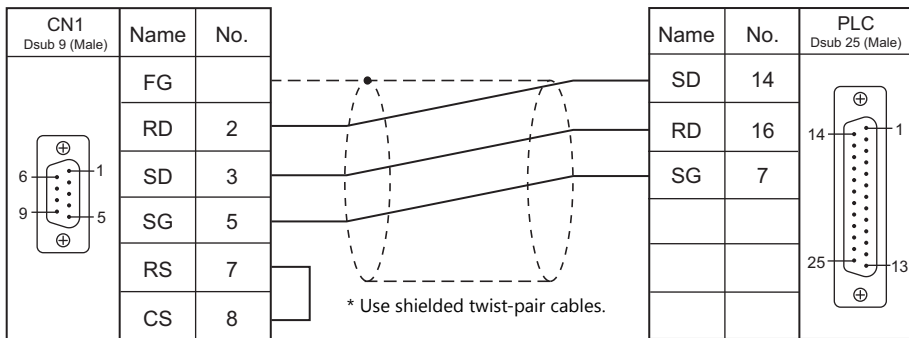 CN1
Dsub 9 (Male)
Name No.
FG
RD 2
SD 3
SG 5
RS 7
CS 8
6
1
9
5
* Use shielded twist-pair cables.
Name No.
PLC
Dsub 25 (Male)
SD 14
RD 16
SG 7
14
1
25
13